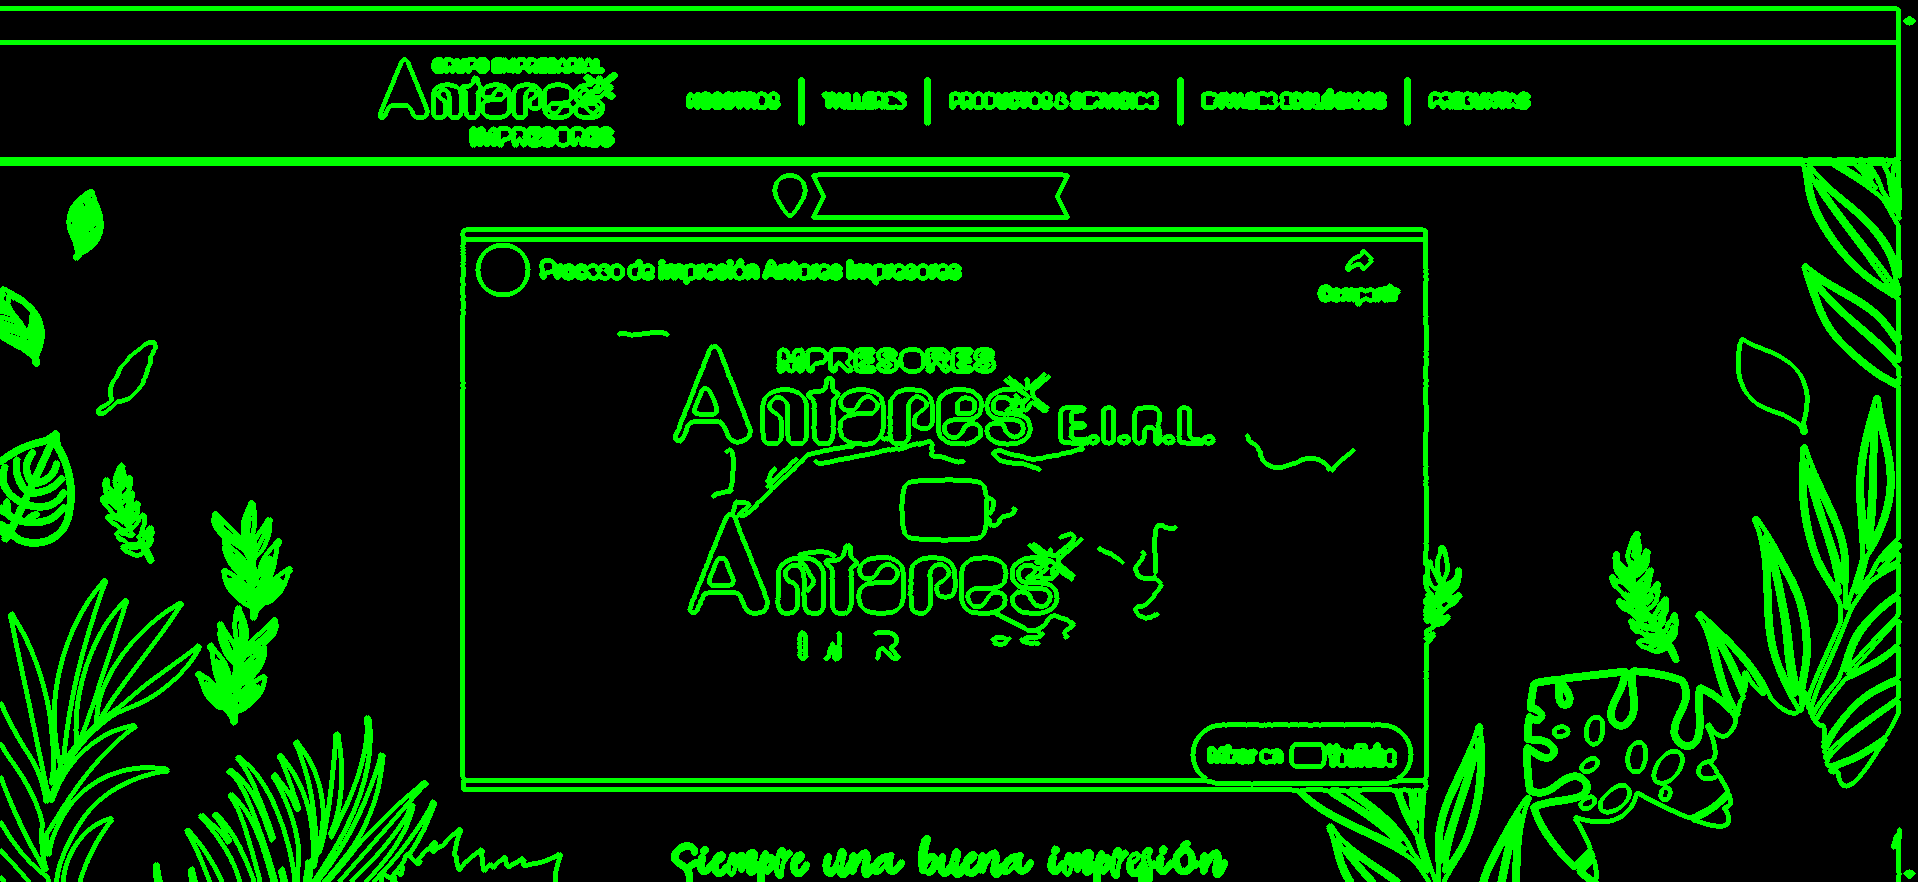 GRUPO EMPRESARIAL
Antares
IMPRESORES
NOSOTROS
TALLERES
PRODUCTOS & SERVICIOS
ENVASES ECOLÓGICOS
PREGUNTAS
Proceso de impresión Antares Impresores
Compartir
IMPRESORES
Antares E.I.R.L.
Antares
Mirar en YouTube
Siempre una buena impresión